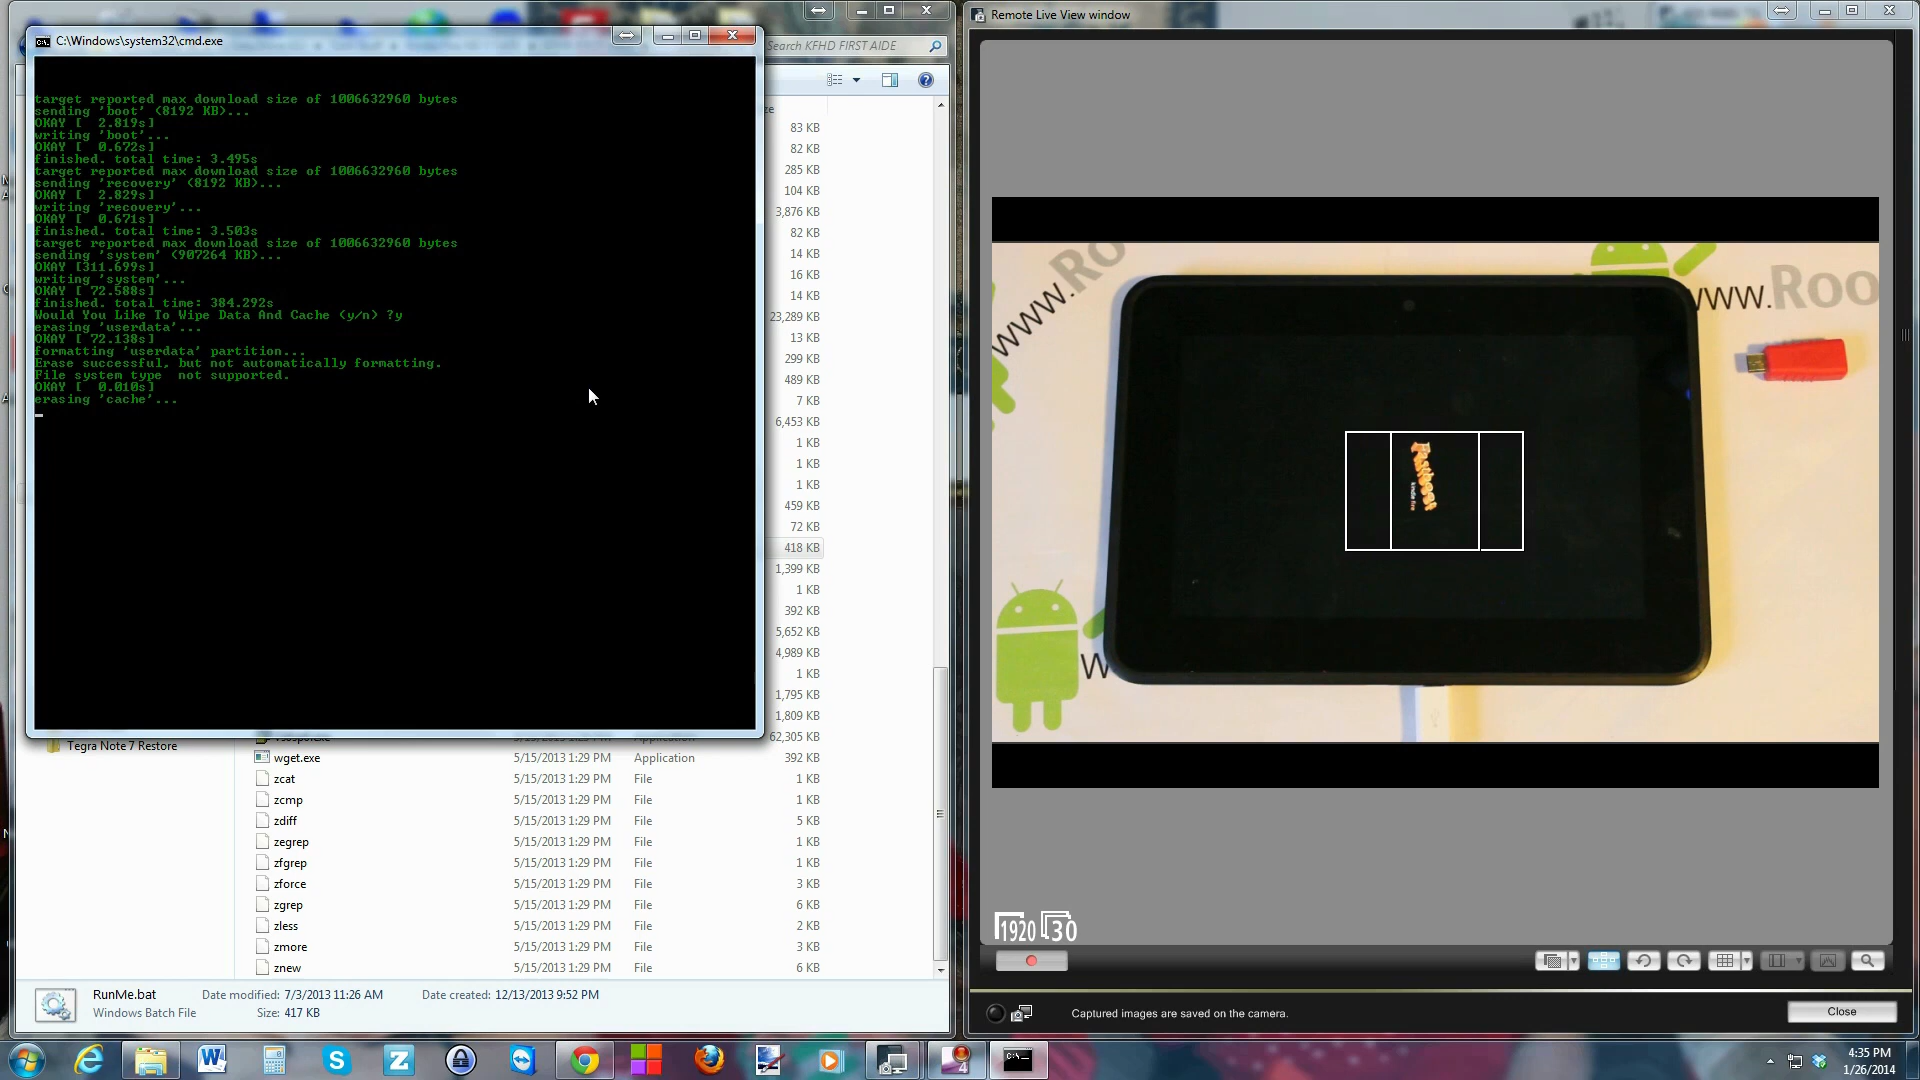 C:\Windows\system32\cmd.exe
target reported max download size of 1006632960 bytes
sending 'boot' (8192 KB)...
OKAY [  2.819s]
writing 'boot'...
OKAY [  0.672s]
finished. total time: 3.495s
target reported max download size of 1006632960 bytes
sending 'recovery' (8192 KB)...
OKAY [  2.829s]
writing 'recovery'...
OKAY [  0.671s]
finished. total time: 3.503s
target reported max download size of 1006632960 bytes
sending 'system' (907264 KB)...
OKAY [311.699s]
writing 'system'...
OKAY [ 72.588s]
finished. total time: 384.292s
Would You Like To Wipe Data And Cache (y/n) ?y
erasing 'userdata'...
OKAY [ 72.138s]
formatting 'userdata' partition...
Erase successful, but not automatically formatting.
File system type  not supported.
OKAY [  0.010s]
erasing 'cache'...
Search KFHD FIRST AIDE
83 KB
82 KB
285 KB
104 KB
3,876 KB
82 KB
14 KB
16 KB
14 KB
23,289 KB
13 KB
299 KB
489 KB
7 KB
6,453 KB
1 KB
1 KB
1 KB
459 KB
72 KB
418 KB
1,399 KB
1 KB
392 KB
5,652 KB
4,989 KB
1 KB
1,795 KB
1,809 KB
62,305 KB
Tegra Note 7 Restore
wget.exe 5/15/2013 1:29 PM Application 392 KB
zcat 5/15/2013 1:29 PM File 1 KB
zcmp 5/15/2013 1:29 PM File 1 KB
zdiff 5/15/2013 1:29 PM File 5 KB
zegrep 5/15/2013 1:29 PM File 1 KB
zfgrep 5/15/2013 1:29 PM File 1 KB
zforce 5/15/2013 1:29 PM File 3 KB
zgrep 5/15/2013 1:29 PM File 6 KB
zless 5/15/2013 1:29 PM File 2 KB
zmore 5/15/2013 1:29 PM File 3 KB
znew 5/15/2013 1:29 PM File 6 KB
RunMe.bat Date modified: 7/3/2013 11:26 AM Date created: 12/13/2013 9:52 PM
Windows Batch File Size: 417 KB
Remote Live View window
www.Ro
www.Roo
Fastboot
kindle fire
W
1920 30
Captured images are saved on the camera.
Close
4:35 PM
1/26/2014